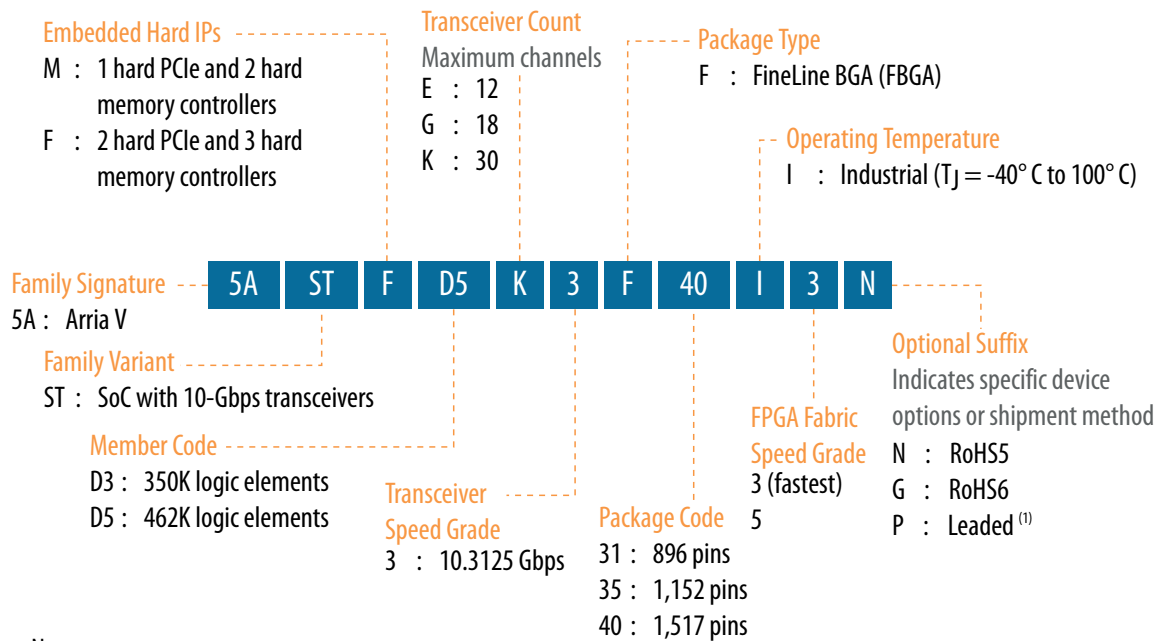 Embedded Hard IPs
M : 1 hard PCIe and 2 hard
memory controllers
F : 2 hard PCIe and 3 hard
memory controllers
Transceiver Count
Maximum channels
E : 12
G : 18
K : 30
Package Type
F : FineLine BGA (FBGA)
Operating Temperature
I : Industrial (TJ = -40° C to 100° C)
Family Signature
5A : Arria V
5A ST F D5 K 3 F 40 I 3 N
Family Variant
ST : SoC with 10-Gbps transceivers
Member Code
D3 : 350K logic elements
D5 : 462K logic elements
Transceiver
Speed Grade
3 : 10.3125 Gbps
Package Code
31 : 896 pins
35 : 1,152 pins
40 : 1,517 pins
FPGA Fabric
Speed Grade
3 (fastest)
5
Optional Suffix
Indicates specific device
options or shipment method
N : RoHS5
G : RoHS6
P : Leaded (1)